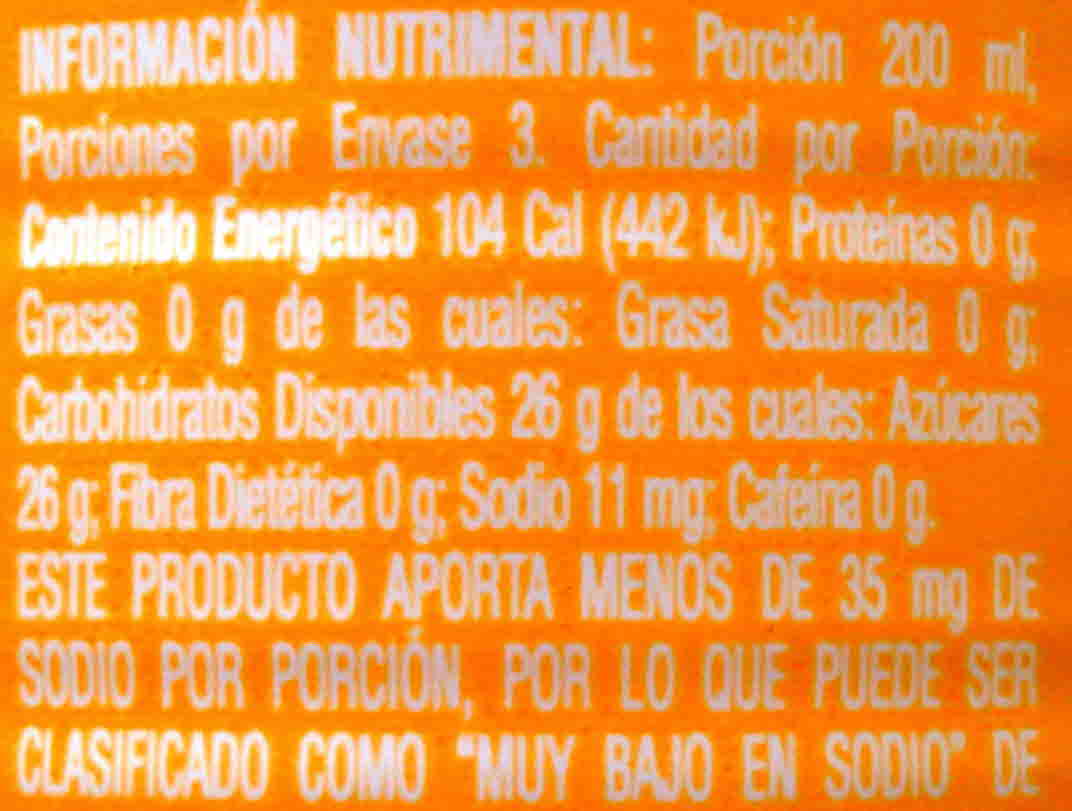 INFORMACIÓN NUTRIMENTAL: Porción 200 ml,
Porciones por Envase 3. Cantidad por Porción:
Contenido Energético 104 Cal (442 kJ); Proteínas 0 g;
Grasas 0 g de las cuales: Grasa Saturada 0 g;
Carbohidratos Disponibles 26 g de los cuales: Azúcares
26 g; Fibra Dietética 0 g; Sodio 11 mg; Cafeína 0 g.
ESTE PRODUCTO APORTA MENOS DE 35 mg DE
SODIO POR PORCIÓN, POR LO QUE PUEDE SER
CLASIFICADO COMO "MUY BAJO EN SODIO" DE